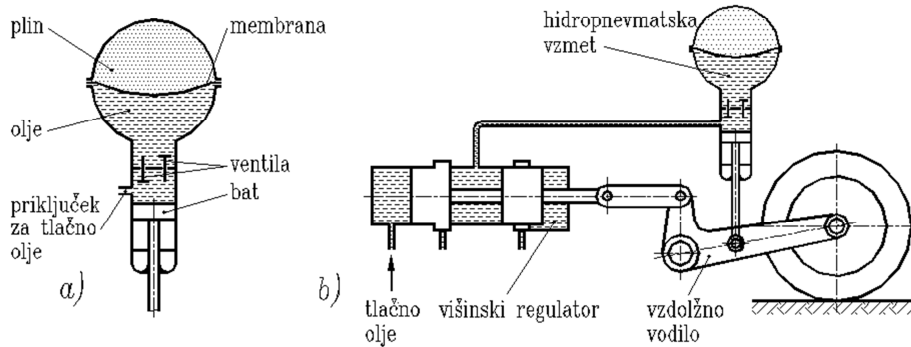 plin
membrana
olje
ventila
bat
priključek
za tlačno
olje
a)
hidropnevmatska
vzmet
b)
tlačno
olje
višinski regulator
vzdolžno
vodilo